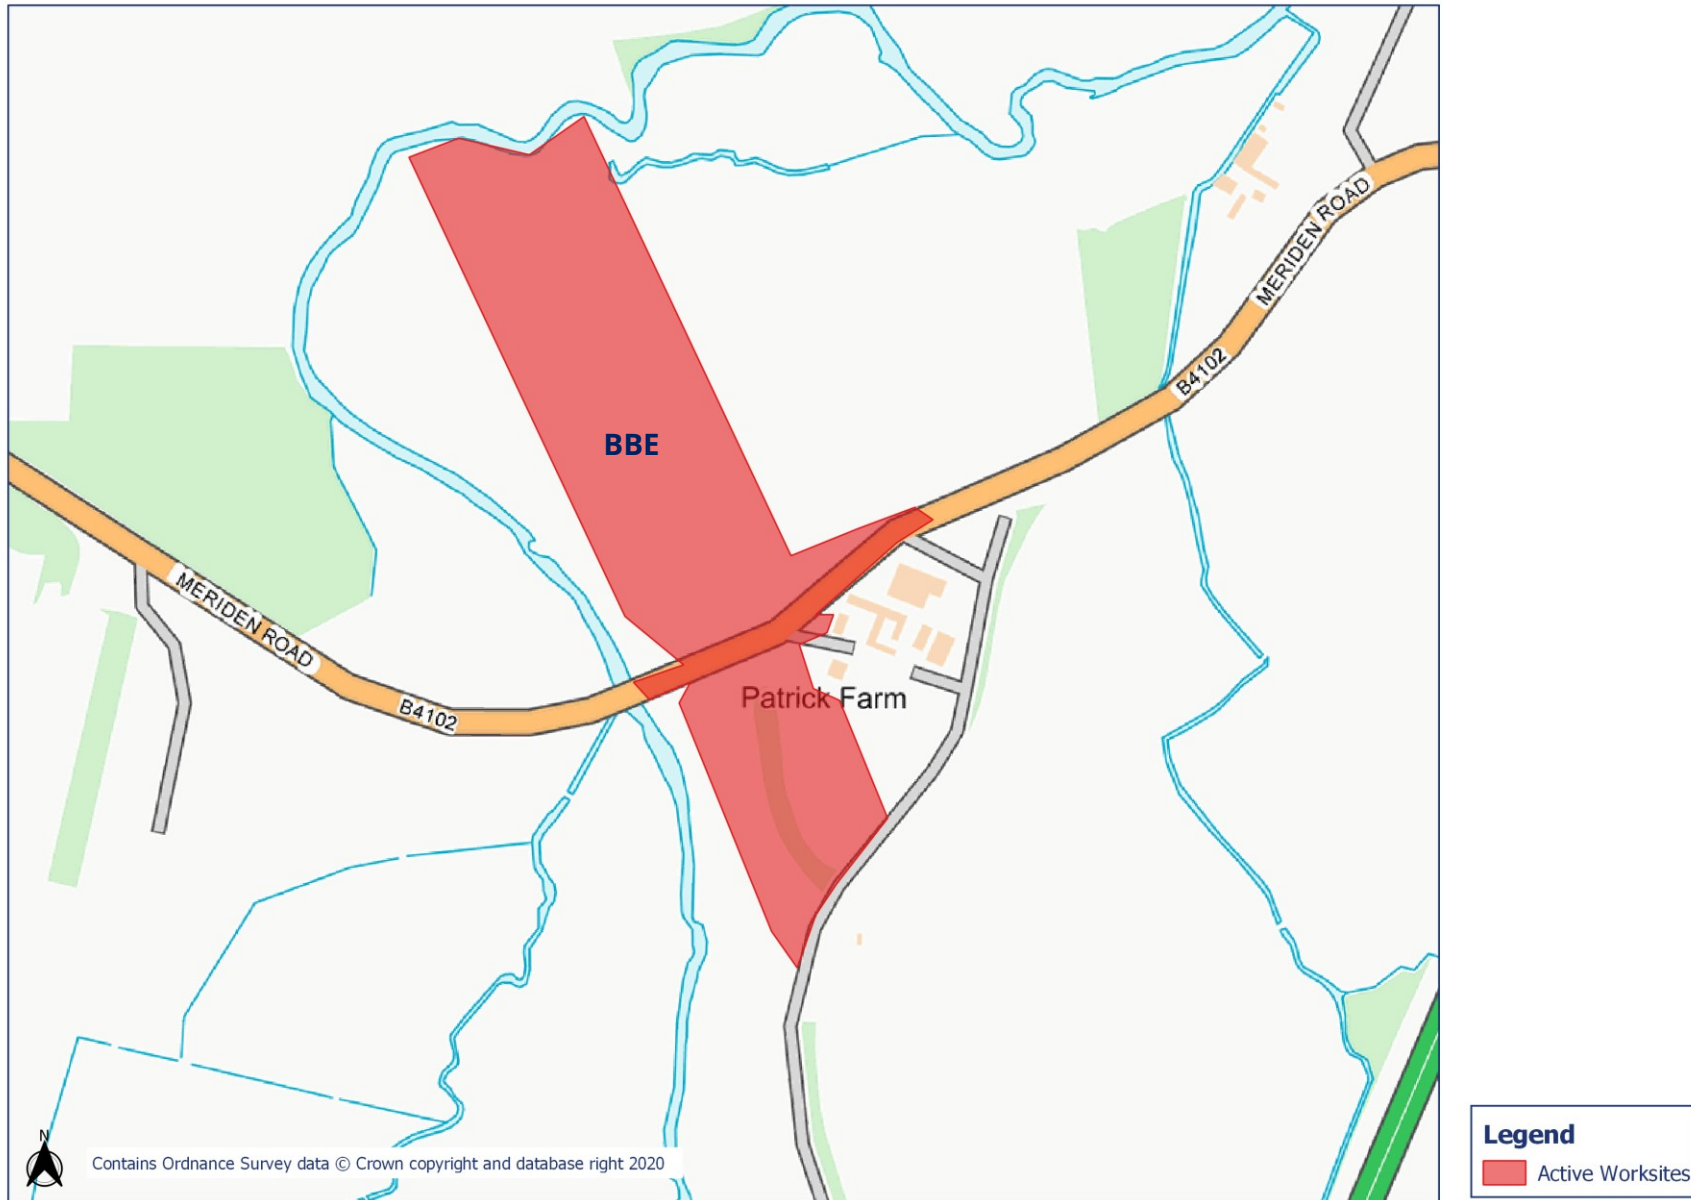 MERIDEN ROAD
B4102
BBE
MERIDEN ROAD
B4102
Patrick Farm
N
Contains Ordnance Survey data © Crown copyright and database right 2020
Legend
Active Worksites